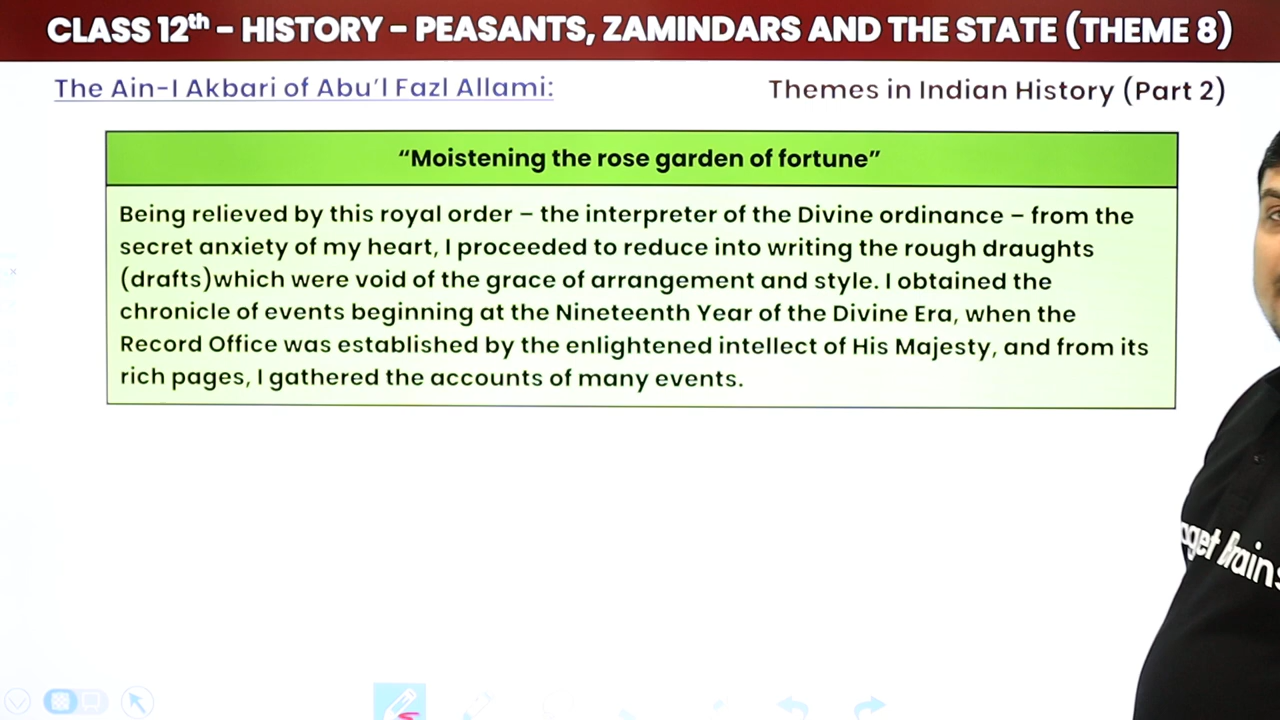 CLASS 12th – HISTORY – PEASANTS, ZAMINDARS AND THE STATE (THEME 8)
The Ain-I Akbari of Abu’l Fazl Allami:
Themes in Indian History (Part 2)
“Moistening the rose garden of fortune”
Being relieved by this royal order – the interpreter of the Divine ordinance – from the
secret anxiety of my heart, I proceeded to reduce into writing the rough draughts
(drafts)which were void of the grace of arrangement and style. I obtained the
chronicle of events beginning at the Nineteenth Year of the Divine Era, when the
Record Office was established by the enlightened intellect of His Majesty, and from its
rich pages, I gathered the accounts of many events.